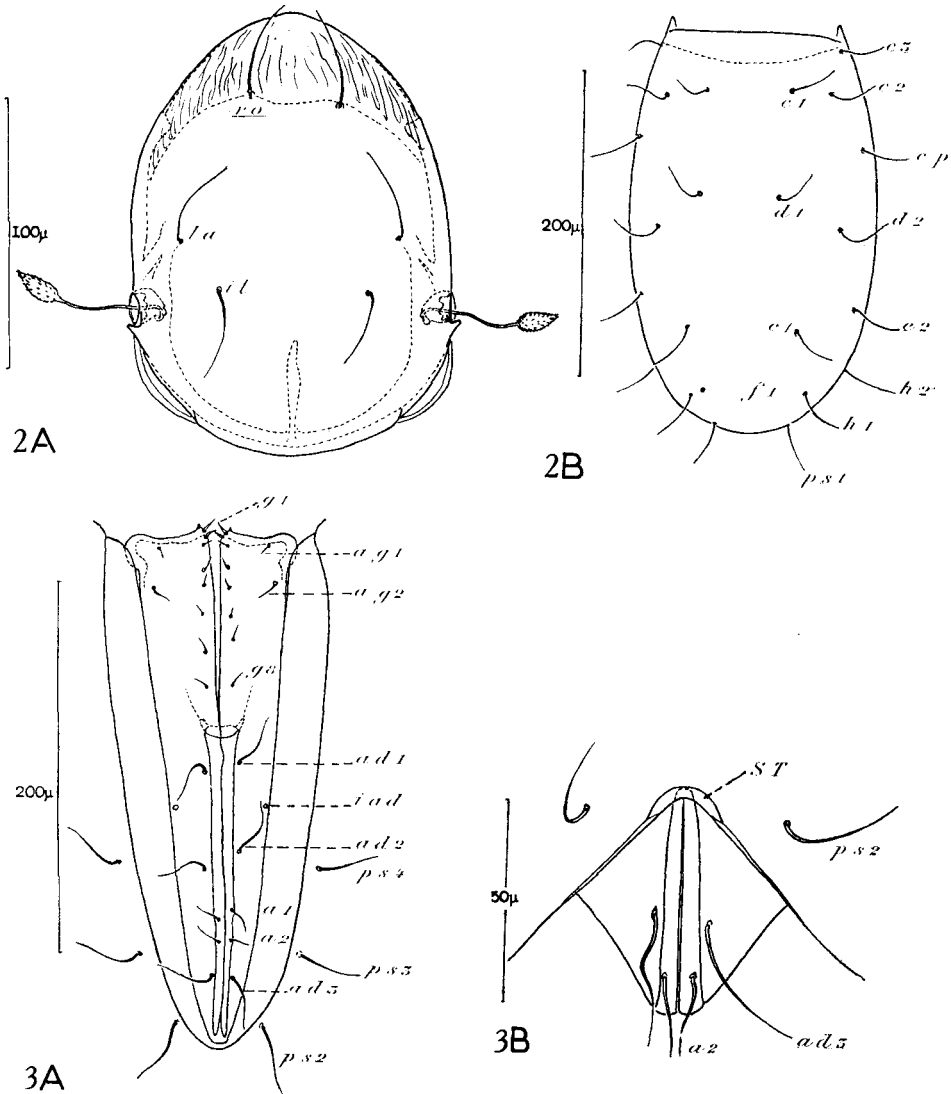 ro
la
il
100μ
2A
c3
c2
c1
cp
d1
d2
200μ
e2
e1
h2
f1
h1
ps1
2B
g1
ag1
ag2
g8
ad1
200μ
iad
ad2
ps4
a1
a2
ps3
ad3
ps2
3A
ST
ps2
50μ
ad3
a2
3B